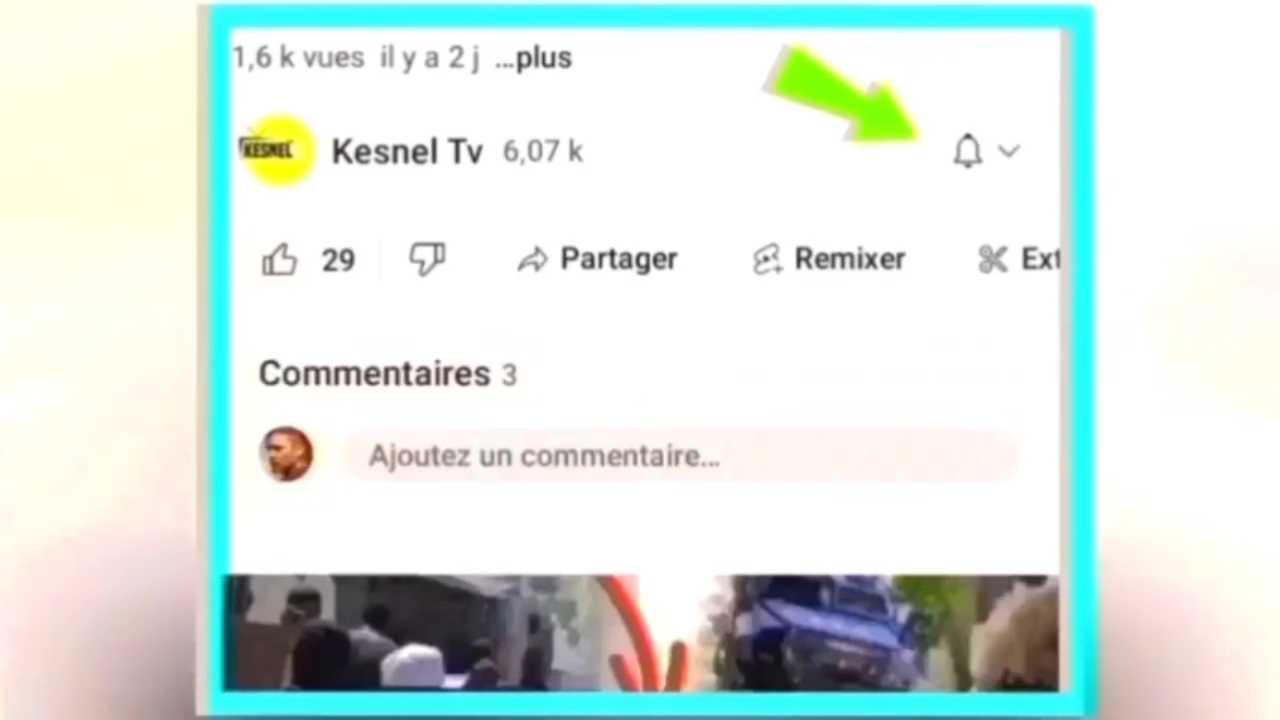 1,6 k vues il y a 2 j ...plus
KESNEL
Kesnel Tv 6,07 k
29 Partager Remixer Ext
Commentaires 3
Ajoutez un commentaire...